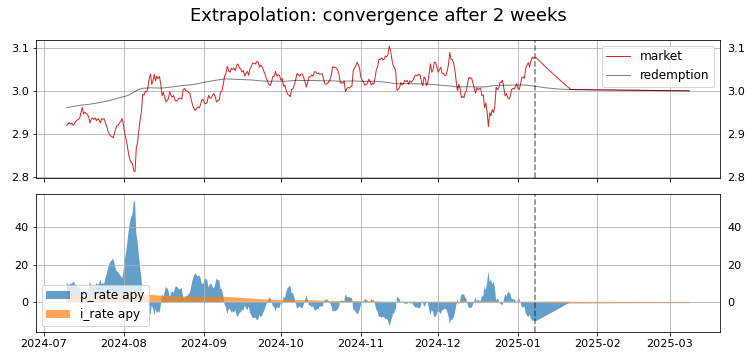 Extrapolation: convergence after 2 weeks
3.1
3.0
2.9
2.8
3.1
3.0
2.9
2.8
market
redemption
40
20
0
40
20
0
p_rate apy
i_rate apy
2024-07 2024-08 2024-09 2024-10 2024-11 2024-12 2025-01 2025-02 2025-03